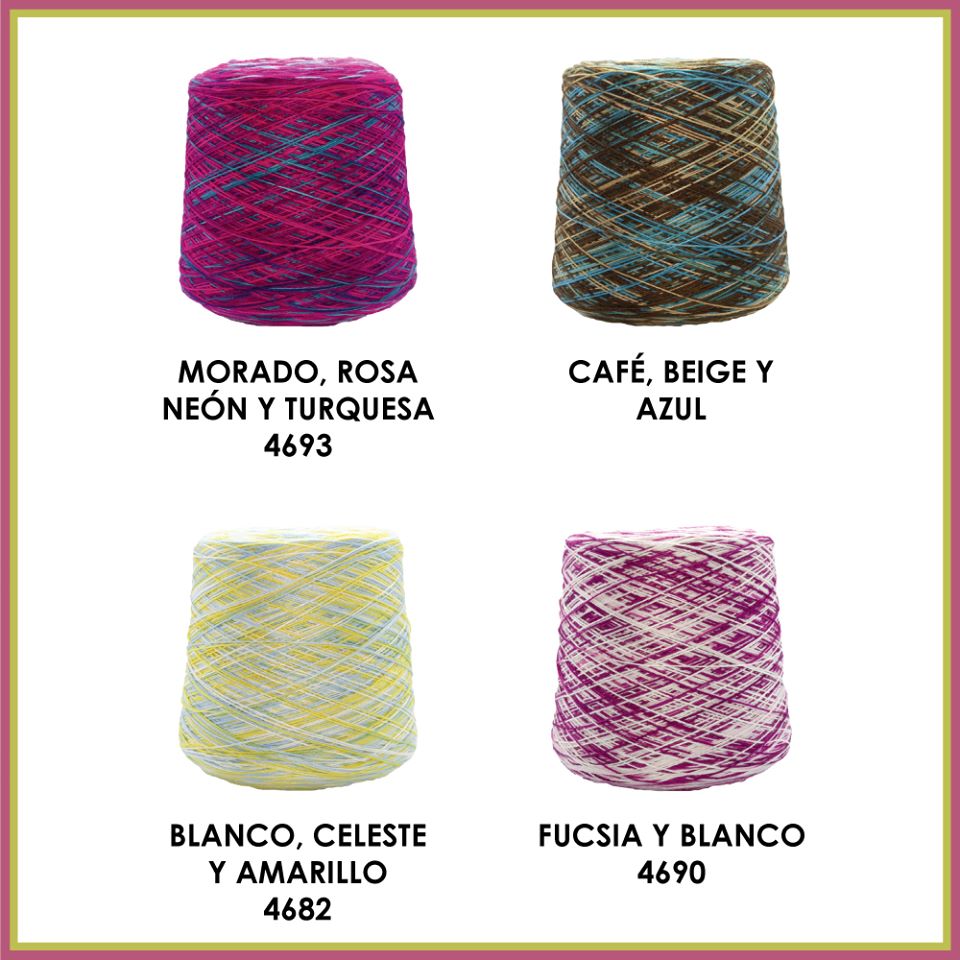 MORADO, ROSA
NEÓN Y TURQUESA
4693
CAFÉ, BEIGE Y
AZUL
BLANCO, CELESTE
Y AMARILLO
4682
FUCSIA Y BLANCO
4690